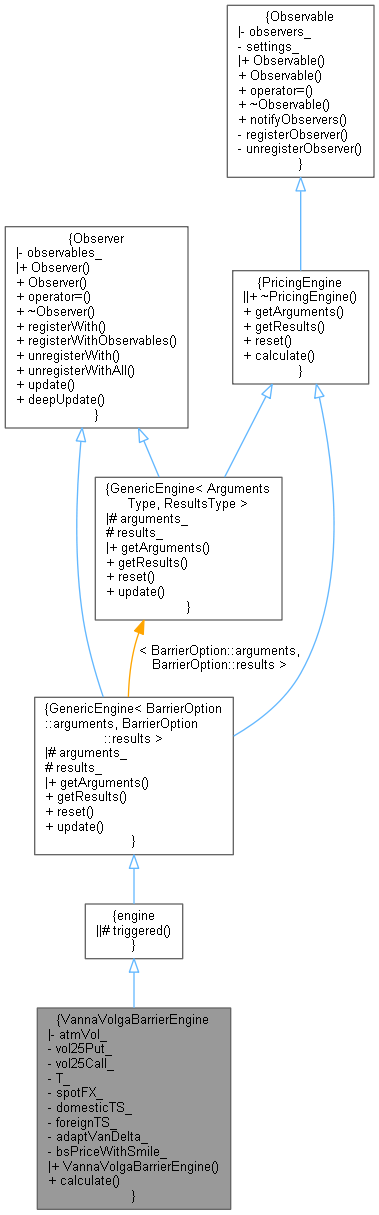 {Observable
|- observers_
- settings_
|+ Observable()
+ Observable()
+ operator=()
+ ~Observable()
+ notifyObservers()
- registerObserver()
- unregisterObserver()
}
{Observer
|- observables_
|+ Observer()
+ Observer()
+ operator=()
+ ~Observer()
+ registerWith()
+ registerWithObservables()
+ unregisterWith()
+ unregisterWithAll()
+ update()
+ deepUpdate()
}
{PricingEngine
||+ ~PricingEngine()
+ getArguments()
+ getResults()
+ reset()
+ calculate()
}
{GenericEngine< Arguments
Type, ResultsType >
|# arguments_
# results_
|+ getArguments()
+ getResults()
+ reset()
+ update()
}
< BarrierOption::arguments,
BarrierOption::results >
{GenericEngine< BarrierOption
::arguments, BarrierOption
::results >
|# arguments_
# results_
|+ getArguments()
+ getResults()
+ reset()
+ update()
}
{engine
||# triggered()
}
{VannaVolgaBarrierEngine
|- atmVol_
- vol25Put_
- vol25Call_
- T_
- spotFX_
- domesticTS_
- foreignTS_
- adaptVanDelta_
- bsPriceWithSmile_
|+ VannaVolgaBarrierEngine()
+ calculate()
}